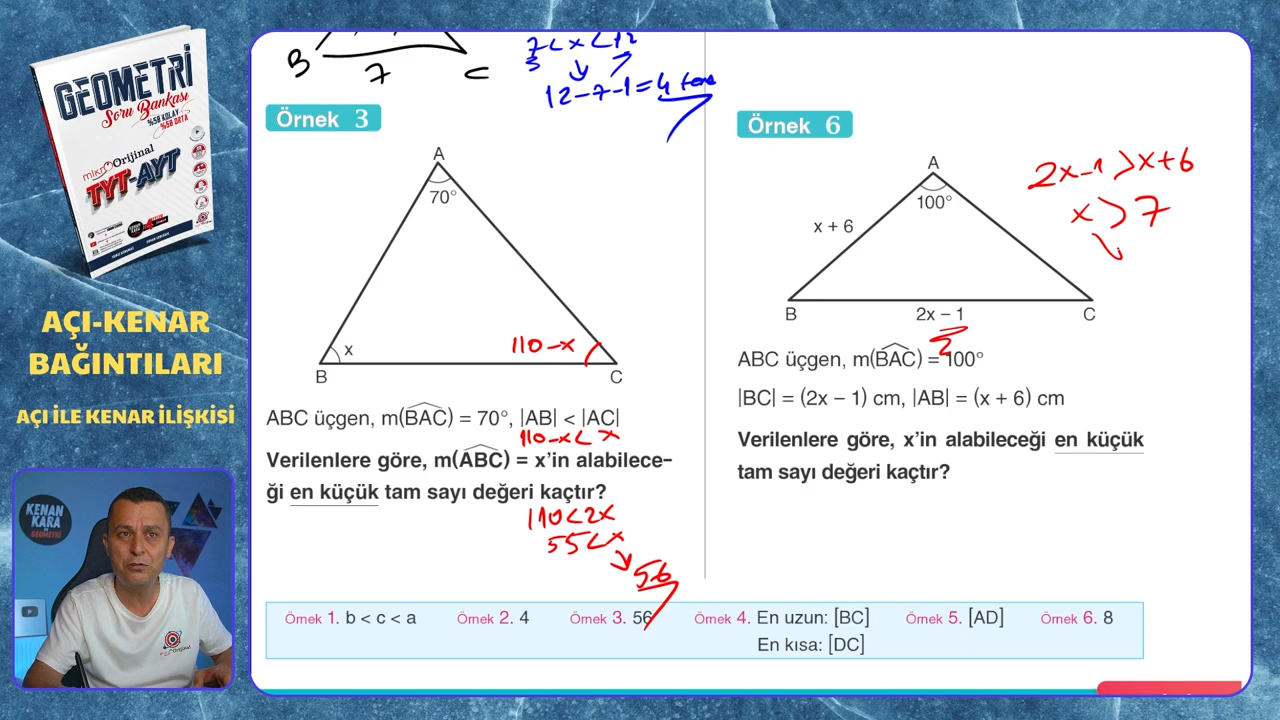 GEOMETRİ
Soru Bankası
%50 KOLAY
%50 ORTA
mikro Orijinal
TYT-AYT
AÇI-KENAR
BAĞINTILARI
AÇI İLE KENAR İLİŞKİSİ
KENAN
KARA
GEOMETRİ
B
7
C
12-7-1=4 tane
Örnek 3
A
70°
x
110-x
B
C
ABC üçgen, m(BAC) = 70°, |AB| < |AC|
110-x< x
Verilenlere göre, m(ABC) = x'in alabilece-
ği en küçük tam sayı değeri kaçtır?
110<2x
55<x
56
Örnek 6
A
100°
x + 6
B
2x – 1
C
2x-1>x+6
x>7
ABC üçgen, m(BAC) = 100°
|BC| = (2x – 1) cm, |AB| = (x + 6) cm
Verilenlere göre, x'in alabileceği en küçük
tam sayı değeri kaçtır?
Örnek 1. b < c < a
Örnek 2. 4
Örnek 3. 56
Örnek 4. En uzun: [BC]
En kısa: [DC]
Örnek 5. [AD]
Örnek 6. 8